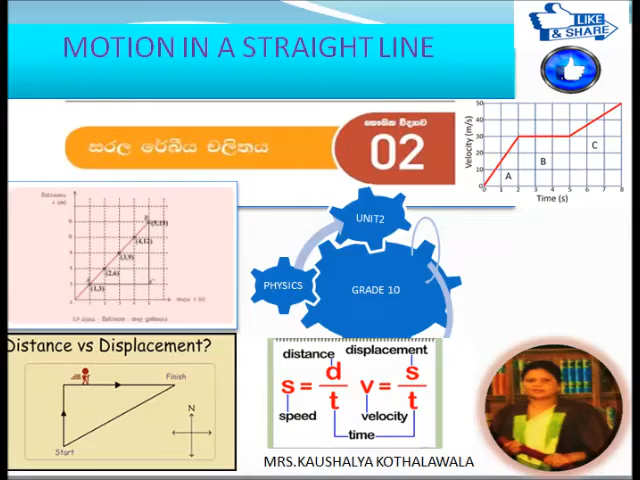 MOTION IN A STRAIGHT LINE
LIKE
& SHARE
භෞතික විද්‍යාව
සරල රේඛීය චලිතය
02
Velocity (m/s)
50
40
30
20
10
0
A
B
C
0 1 2 3 4 5 6 7 8
Time (s)
(5,15)
(4,12)
(3,9)
(2,6)
(1,3)
UNIT2
PHYSICS
GRADE 10
Distance vs Displacement?
Finish
N
Start
distance displacement
s = d/t v = s/t
speed velocity
time
MRS.KAUSHALYA KOTHALAWALA